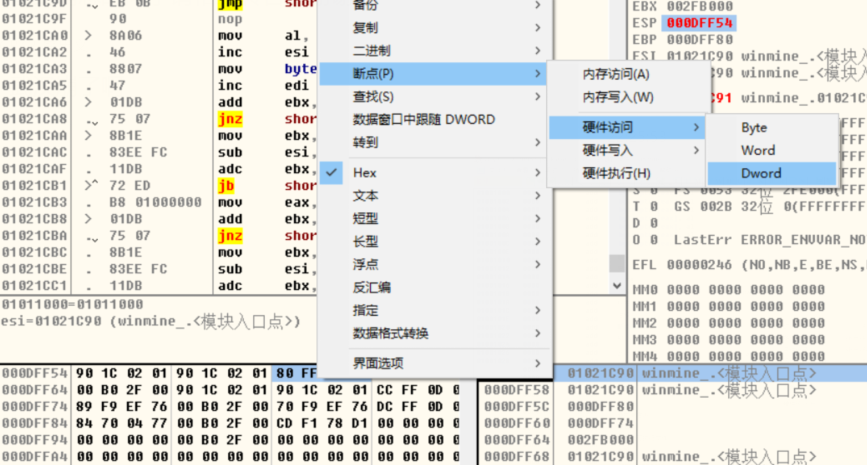 01021C9D .⌄ EB 0B jmp shor
01021C9F 90 nop
01021CA0 > 8A06 mov al,
01021CA2 . 46 inc esi
01021CA3 . 8807 mov byte
01021CA5 . 47 inc edi
01021CA6 > 01DB add ebx,
01021CA8 .⌄ 75 07 jnz shor
01021CAA > 8B1E mov ebx,
01021CAC . 83EE FC sub esi,
01021CAF . 11DB adc ebx,
01021CB1 >^ 72 ED jb shor
01021CB3 . B8 01000000 mov eax,
01021CB8 > 01DB add ebx,
01021CBA .⌄ 75 07 jnz shor
01021CBC . 8B1E mov ebx,
01021CBE . 83EE FC sub esi,
01021CC1 . 11DB adc ebx,
01011000=01011000
esi=01021C90 (winmine_.<模块入口点>)
备份
复制
二进制
断点(P)
查找(S)
数据窗口中跟随 DWORD
转到
Hex
文本
短型
长型
浮点
反汇编
指定
数据格式转换
界面选项
内存访问(A)
内存写入(W)
硬件访问
硬件写入
硬件执行(H)
Byte
Word
Dword
EBX 002FB000
ESP 000DFF54
EBP 000DFF80
ESI 01021C90 winmine_.<模块入
C90 winmine_.<模块入
C91 winmine_.01021C
T 0 GS 002B 32位 0(FFFFFFFF
D 0
O 0 LastErr ERROR_ENVVAR_NO
EFL 00000246 (NO,NB,E,BE,NS,
MM0 0000 0000 0000 0000
MM1 0000 0000 0000 0000
MM2 0000 0000 0000 0000
MM3 0000 0000 0000 0000
MM4 0000 0000 0000 0000
000DFF54 90 1C 02 01 90 1C 02 01 80 FF
000DFF64 00 B0 2F 00 90 1C 02 01 90 1C 02 01 CC FF 0D 0
000DFF74 89 F9 EF 76 00 B0 2F 00 70 F9 EF 76 DC FF 0D 0
000DFF84 84 70 04 77 00 B0 2F 00 CD F1 78 D1 00 00 00 0
000DFF94 00 00 00 00 00 B0 2F 00 00 00 00 00 00 00 00 0
000DFFA4 00 00 00 00 00 00 00 00 00 00 00 00 00 00 00 0
01021C90 winmine_.<模块入口点>
000DFF58 01021C90 winmine_.<模块入口点>
000DFF5C 000DFF80
000DFF60 000DFF74
000DFF64 002FB000
000DFF68 01021C90 winmine_.<模块入口点>